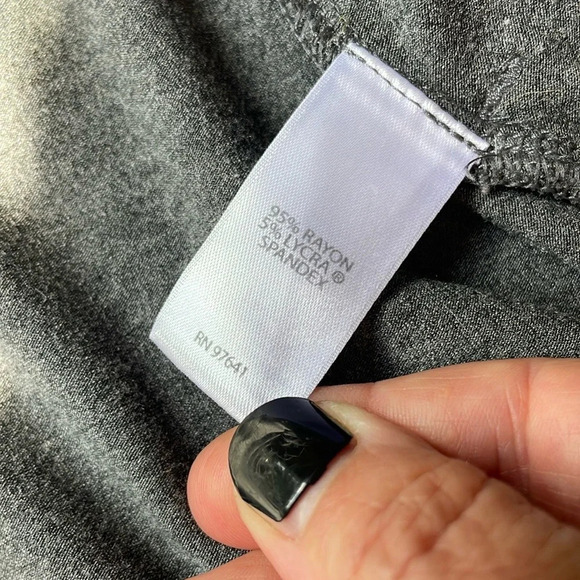 95% RAYON
5% LYCRA ®
SPANDEX
RN 97641